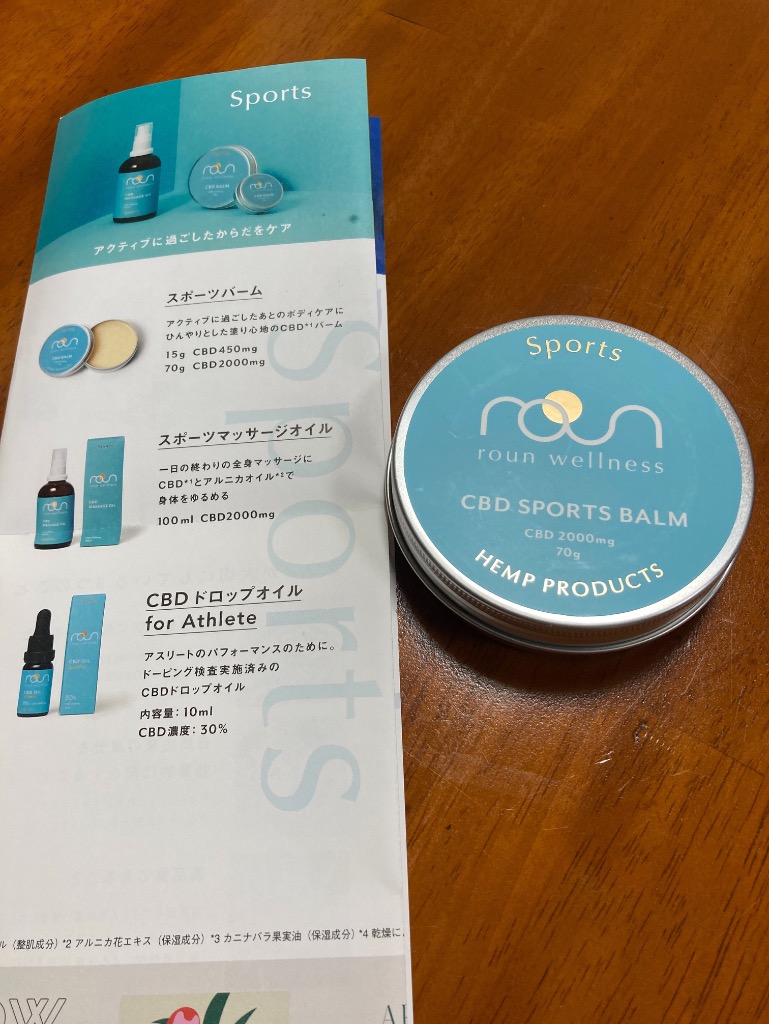 Sports
roun
CBD BALM
アクティブに過ごしたからだをケア
スポーツバーム
アクティブに過ごしたあとのボディケアに
ひんやりとした塗り心地のCBD*¹バーム
15g CBD450mg
70g CBD2000mg
スポーツマッサージオイル
一日の終わりの全身マッサージに
CBD*¹とアルニカオイル*²で
身体をゆるめる
100ml CBD2000mg
CBDドロップオイル
for Athlete
アスリートのパフォーマンスのために。
ドーピング検査実施済みの
CBDドロップオイル
内容量：10ml
CBD濃度：30%
Sports
ル（整肌成分）*2 アルニカ花エキス（保湿成分）*3 カニナバラ果実油（保湿成分）*4 乾燥に
Sports
roun
roun wellness
CBD SPORTS BALM
CBD 2000mg
70g
HEMP PRODUCTS